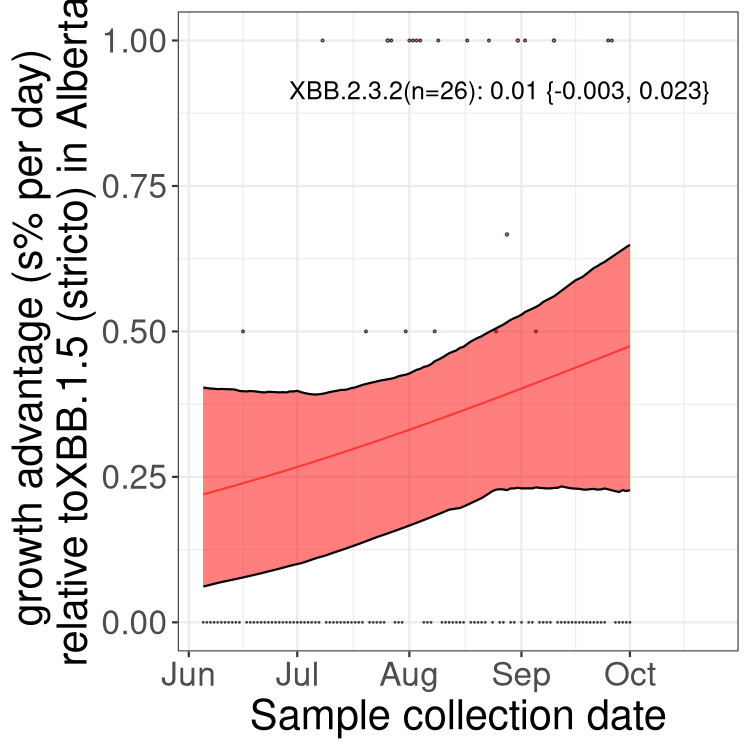 growth advantage (s% per day)
relative toXBB.1.5 (stricto) in Alberta
1.00
XBB.2.3.2(n=26): 0.01 {-0.003, 0.023}
0.75
0.50
0.25
0.00
Jun Jul Aug Sep Oct
Sample collection date